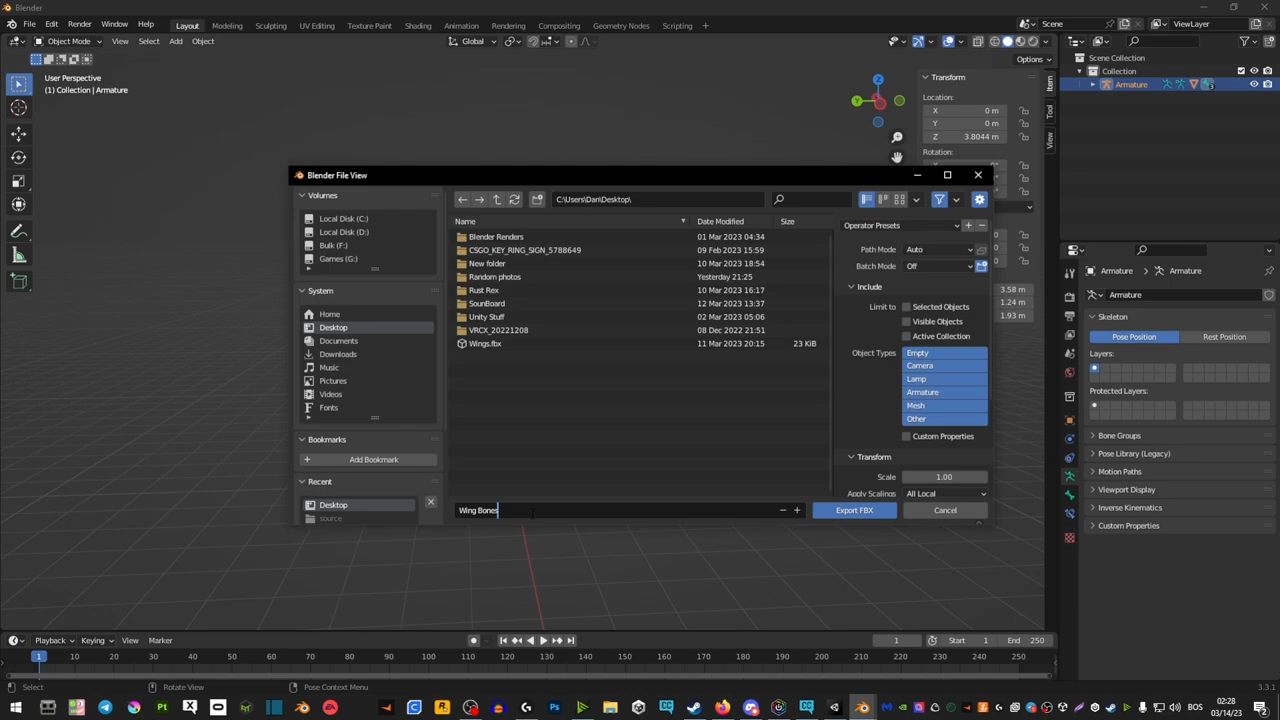 Blender
File Edit Render Window Help Layout Modeling Sculpting UV Editing Texture Paint Shading Animation Rendering Compositing Geometry Nodes Scripting + Scene ViewLayer
Object Mode View Select Add Object Global
Options
User Perspective
(1) Collection | Armature
Z
Y
Transform
Location:
X 0 m
Y 0 m
Z 3.8044 m
Rotation:
3.58 m
1.24 m
1.93 m
Item
Tool
View
Scene Collection
Collection
Armature 3
Blender File View
Volumes
Local Disk (C:)
Local Disk (D:)
Bulk (F:)
Games (G:)
System
Home
Desktop
Documents
Downloads
Music
Pictures
Videos
Fonts
Bookmarks
Add Bookmark
Recent
Desktop
source
C:\Users\Dan\Desktop\
Name Date Modified Size
Blender Renders 01 Mar 2023 04:34
CSGO_KEY_RING_SIGN_5788649 09 Feb 2023 15:59
New folder 10 Mar 2023 18:54
Random photos Yesterday 21:25
Rust Rex 10 Mar 2023 16:17
SounBoard 12 Mar 2023 13:37
Unity Stuff 02 Mar 2023 05:06
VRCX_20221208 08 Dec 2022 21:51
Wings.fbx 11 Mar 2023 20:15 23 KiB
Wing Bones
Operator Presets
Path Mode Auto
Batch Mode Off
Include
Limit to Selected Objects
Visible Objects
Active Collection
Object Types Empty
Camera
Lamp
Armature
Mesh
Other
Custom Properties
Transform
Scale 1.00
Apply Scalings All Local
Export FBX Cancel
Armature Armature
Armature
Skeleton
Pose Position Rest Position
Layers:
Protected Layers:
Bone Groups
Pose Library (Legacy)
Motion Paths
Viewport Display
Inverse Kinematics
Custom Properties
Playback Keying View Marker 1 Start 1 End 250
1 10 20 30 40 50 60 70 80 90 100 110 120 130 140 150 160 170 180 190 200 210 220 230 240 250
Select Rotate View Pose Context Menu 3.3.1
BOS
02:28
03/14/23